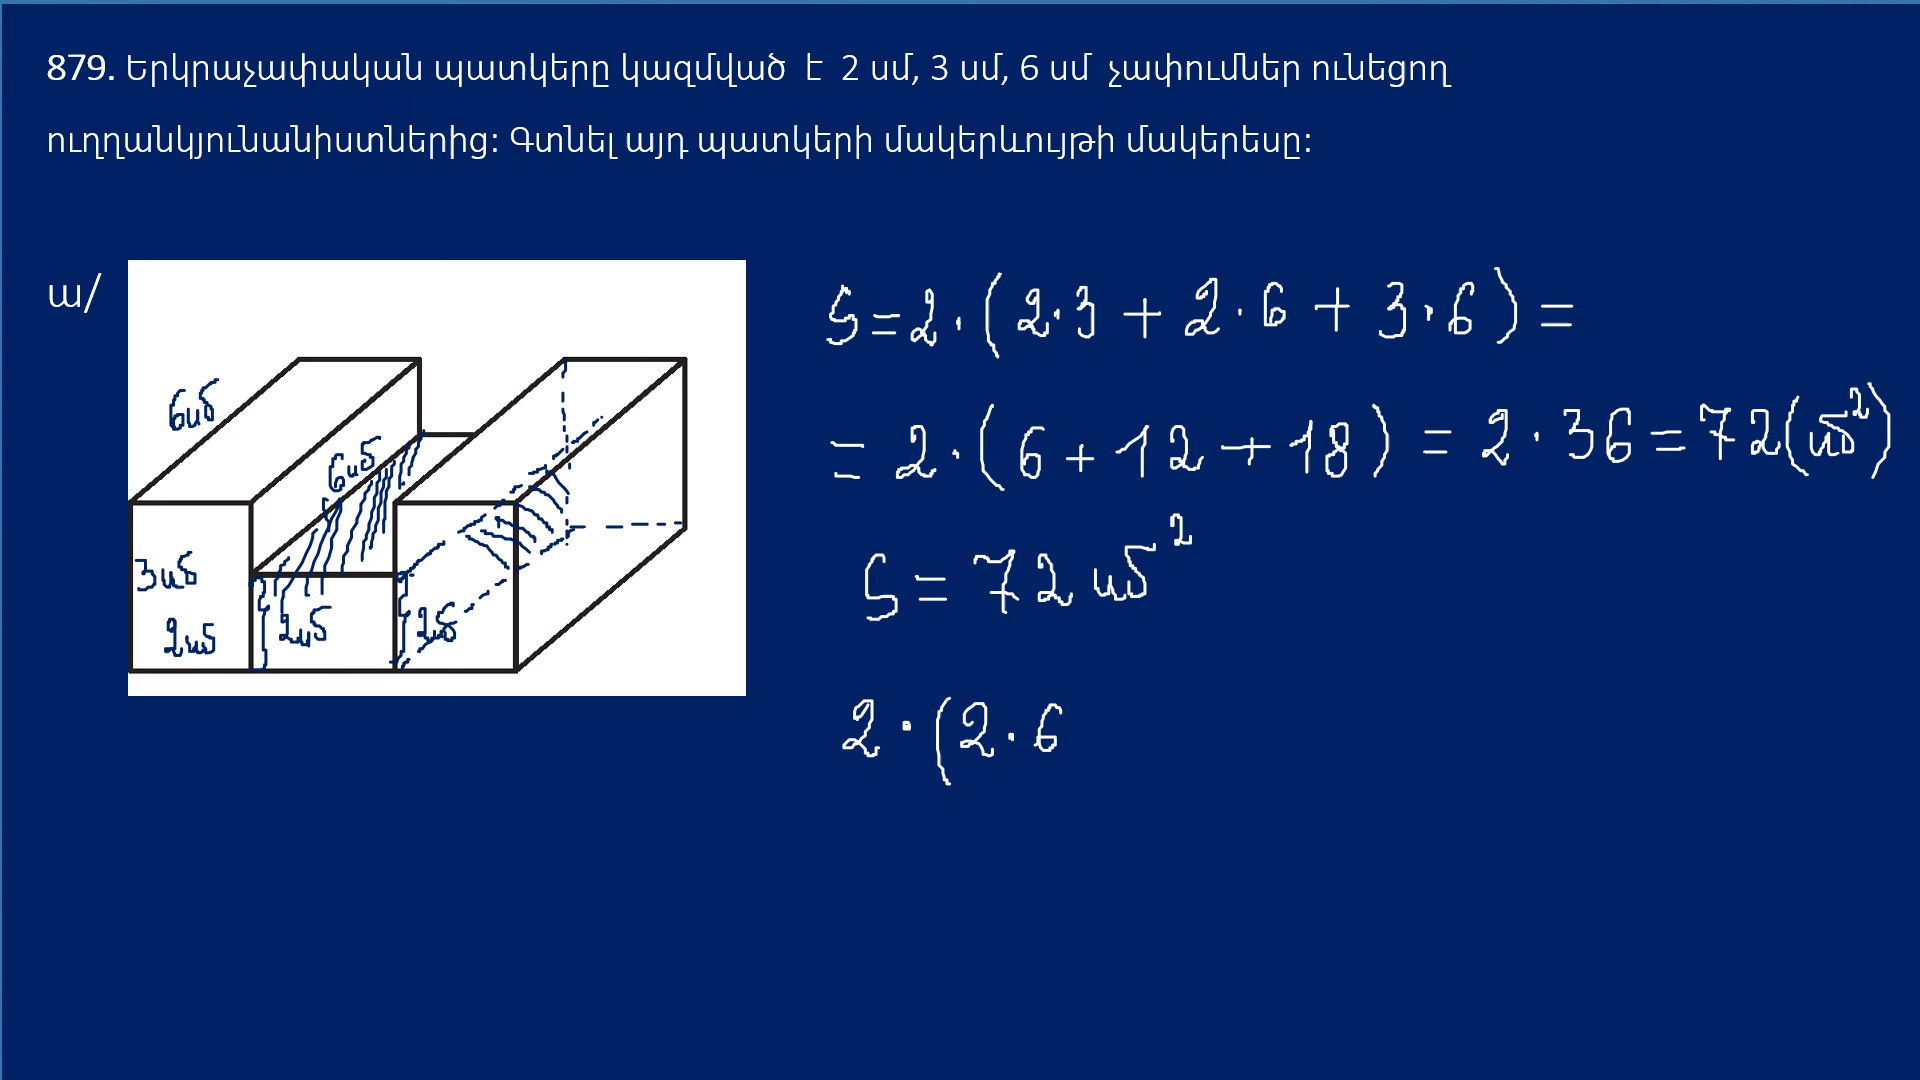 879. Երկրաչափական պատկերը կազմված է 2 սմ, 3 սմ, 6 սմ չափումներ ունեցող
ուղղանկյունանիստներից: Գտնել այդ պատկերի մակերևույթի մակերեսը:
ա/
6սմ
6սմ
3սմ
2սմ
2սմ
2սմ
S=2·(2·3+2·6+3·6)=
=2·(6+12+18)=2·36=72(սմ²)
S=72սմ²
2·(2·6